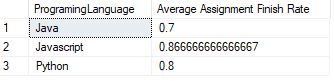 ProgramingLanguage Average Assignment Finish Rate
1 Java 0.7
2 Javascript 0.866666666666667
3 Python 0.8